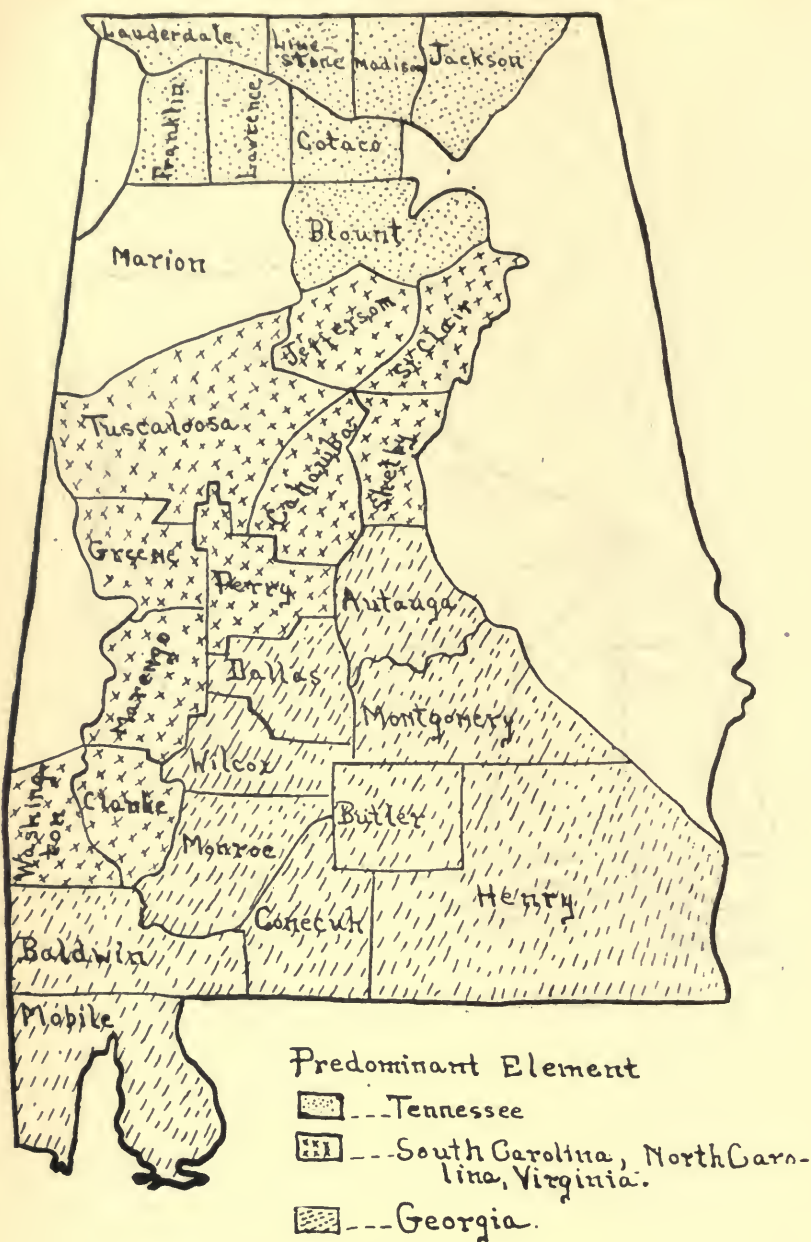 Lauderdale
Lime-
stone
Madison
Jackson
Franklin
Lawrence
Cotaco
Marion
Blount
Jefferson
St. Clair
Tuscaloosa
Cahawba
Shelby
Greene
Perry
Autauga
Marengo
Dallas
Montgomery
Wilcox
Washing
ton
Clarke
Butler
Monroe
Henry
Conecuh
Baldwin
Mobile
Predominant Element
---Tennessee
---South Carolina, North Caro-
lina, Virginia.
---Georgia.